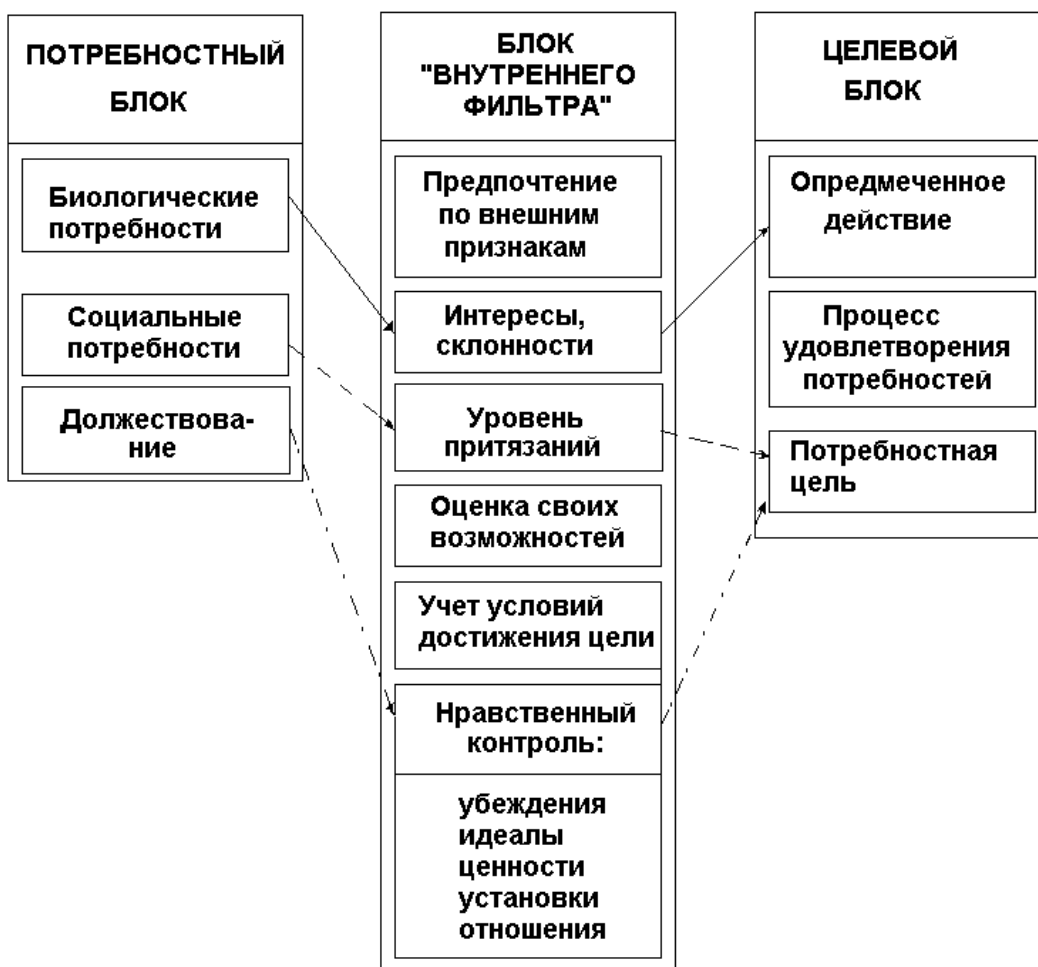 ПОТРЕБНОСТНЫЙ
БЛОК
Биологические
потребности
Социальные
потребности
Должествова-
ние
БЛОК
"ВНУТРЕННЕГО
ФИЛЬТРА"
Предпочтение
по внешним
признакам
Интересы,
склонности
Уровень
притязаний
Оценка своих
возможностей
Учет условий
достижения цели
Нравственный
контроль:
убеждения
идеалы
ценности
установки
отношения
ЦЕЛЕВОЙ
БЛОК
Опредмеченное
действие
Процесс
удовлетворения
потребностей
Потребностная
цель